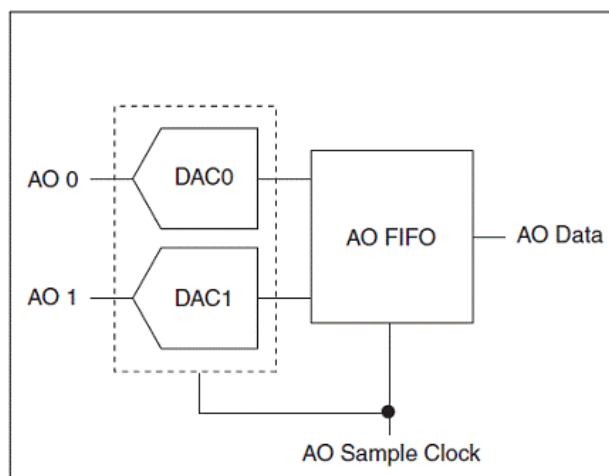 AO 0
DAC0
AO FIFO
AO Data
AO 1
DAC1
AO Sample Clock